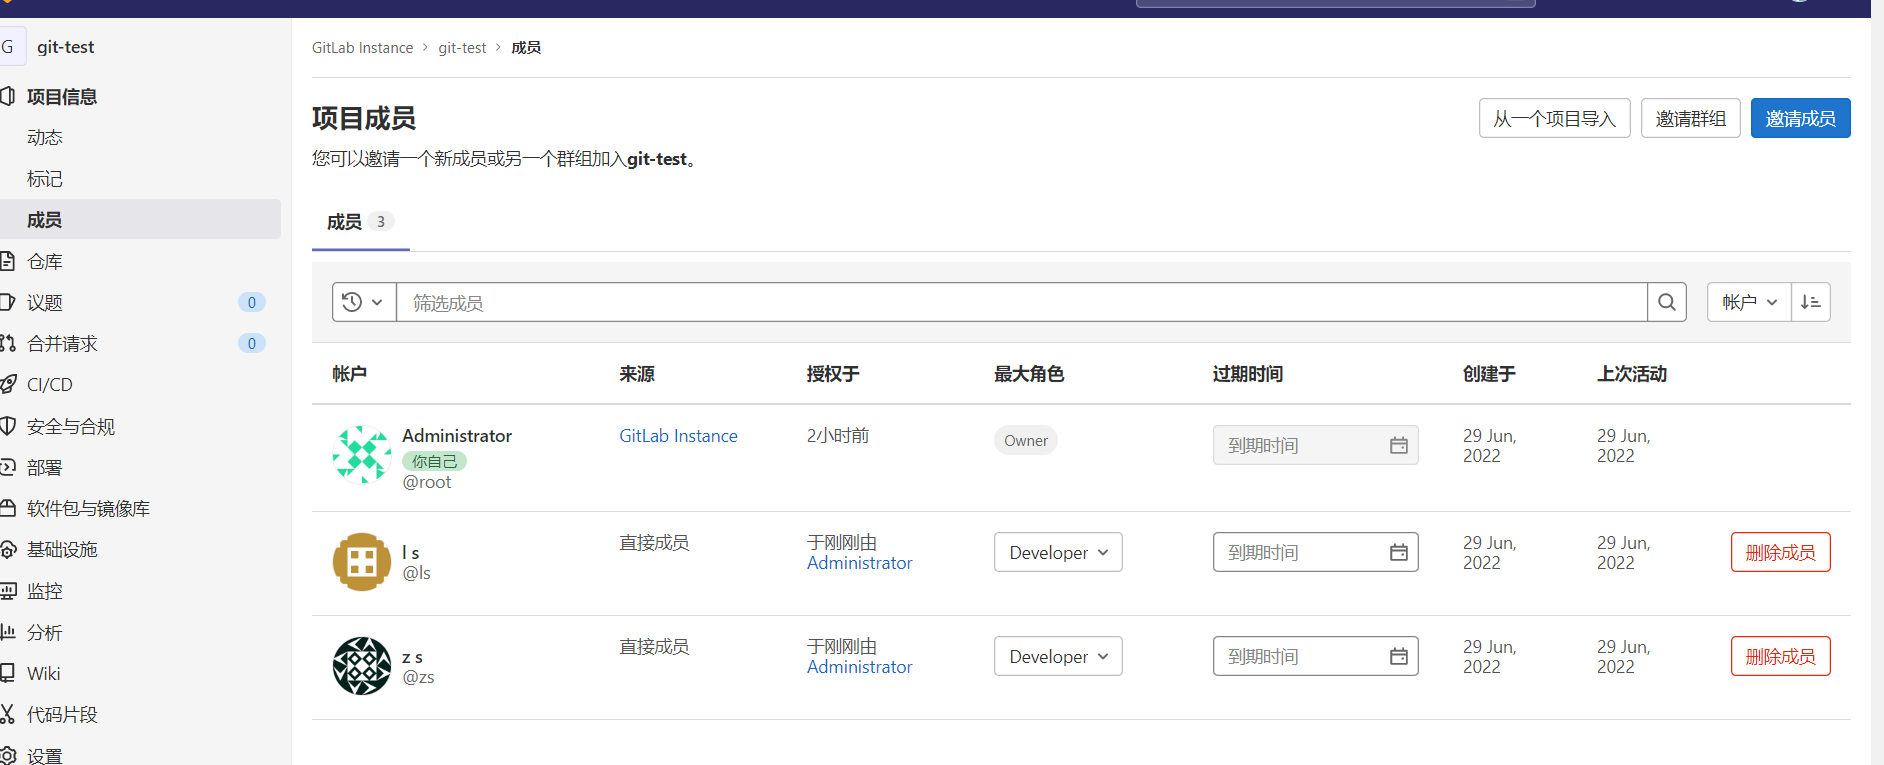 G git-test
项目信息
动态
标记
成员
仓库
议题 0
合并请求 0
CI/CD
安全与合规
部署
软件包与镜像库
基础设施
监控
分析
Wiki
代码片段
设置
GitLab Instance › git-test › 成员
项目成员
从一个项目导入 邀请群组 邀请成员
您可以邀请一个新成员或另一个群组加入git-test。
成员 3
筛选成员 帐户
帐户 来源 授权于 最大角色 过期时间 创建于 上次活动
Administrator
你自己
@root
GitLab Instance
2小时前
Owner
到期时间
29 Jun,
2022
29 Jun,
2022
l s
@ls
直接成员
于刚刚由
Administrator
Developer
到期时间
29 Jun,
2022
29 Jun,
2022
删除成员
z s
@zs
直接成员
于刚刚由
Administrator
Developer
到期时间
29 Jun,
2022
29 Jun,
2022
删除成员